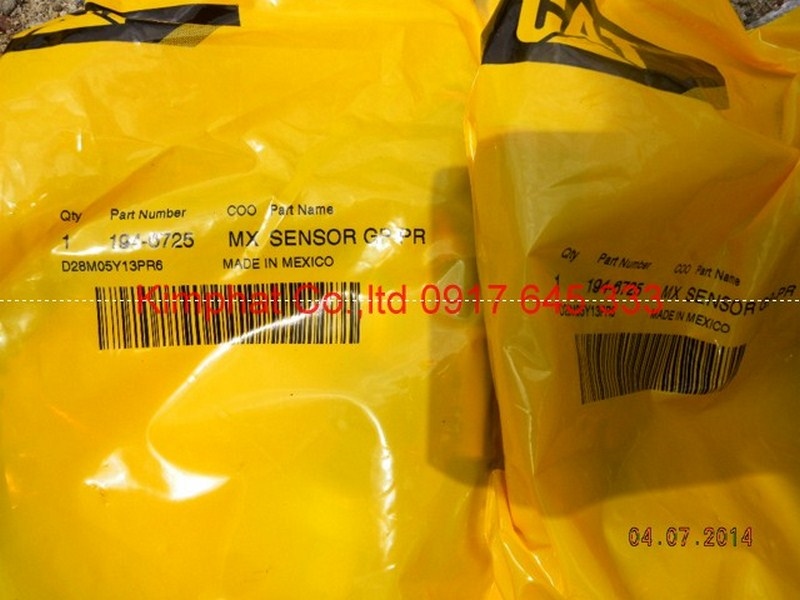 CAT
Qty Part Number COO Part Name
1 194-6725 MX SENSOR GP PR
D28M05Y13PR6 MADE IN MEXICO
Qty Part Number COO Part Name
1 194-6725 MX SENSOR GP-PR
D28M05Y13PR6 MADE IN MEXICO
Kimphat Co.,ltd 0917 645 333
04.07.2014